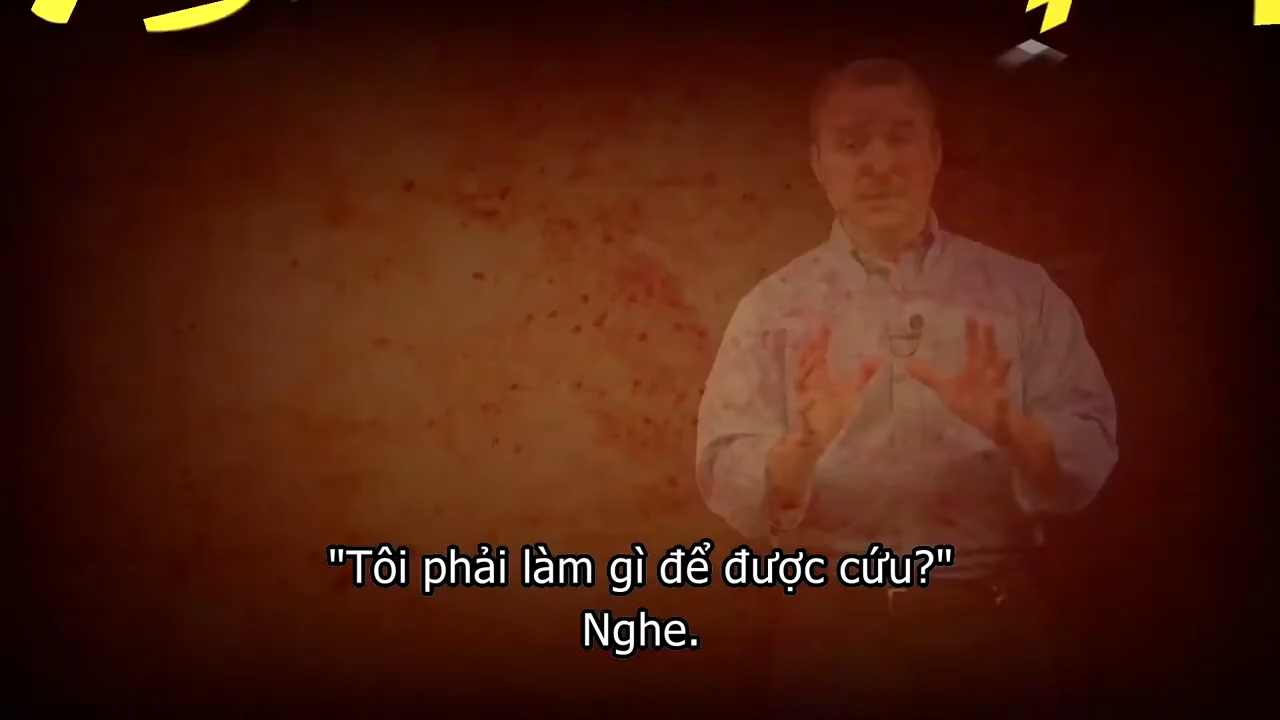 "Tôi phải làm gì để được cứu?"
Nghe.